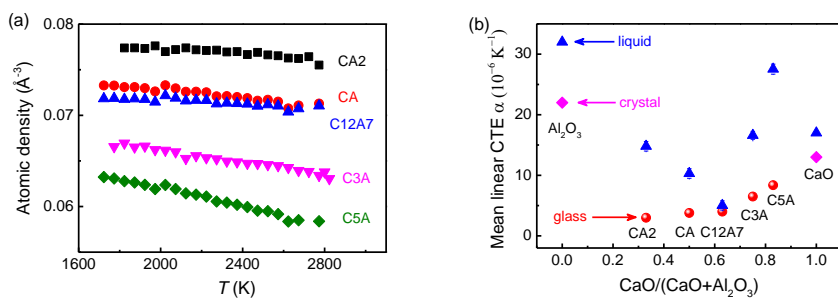 (a)
0.08
0.07
0.06
Atomic density (Å⁻³)
CA2
CA
C12A7
C3A
C5A
1600 2000 2400 2800
T (K)
(b)
40
30
20
10
0
Mean linear CTE α (10⁻⁶ K⁻¹)
liquid
crystal
Al₂O₃
glass
CA2
CA
C12A7
C3A
C5A
CaO
0.0 0.2 0.4 0.6 0.8 1.0
CaO/(CaO+Al₂O₃)